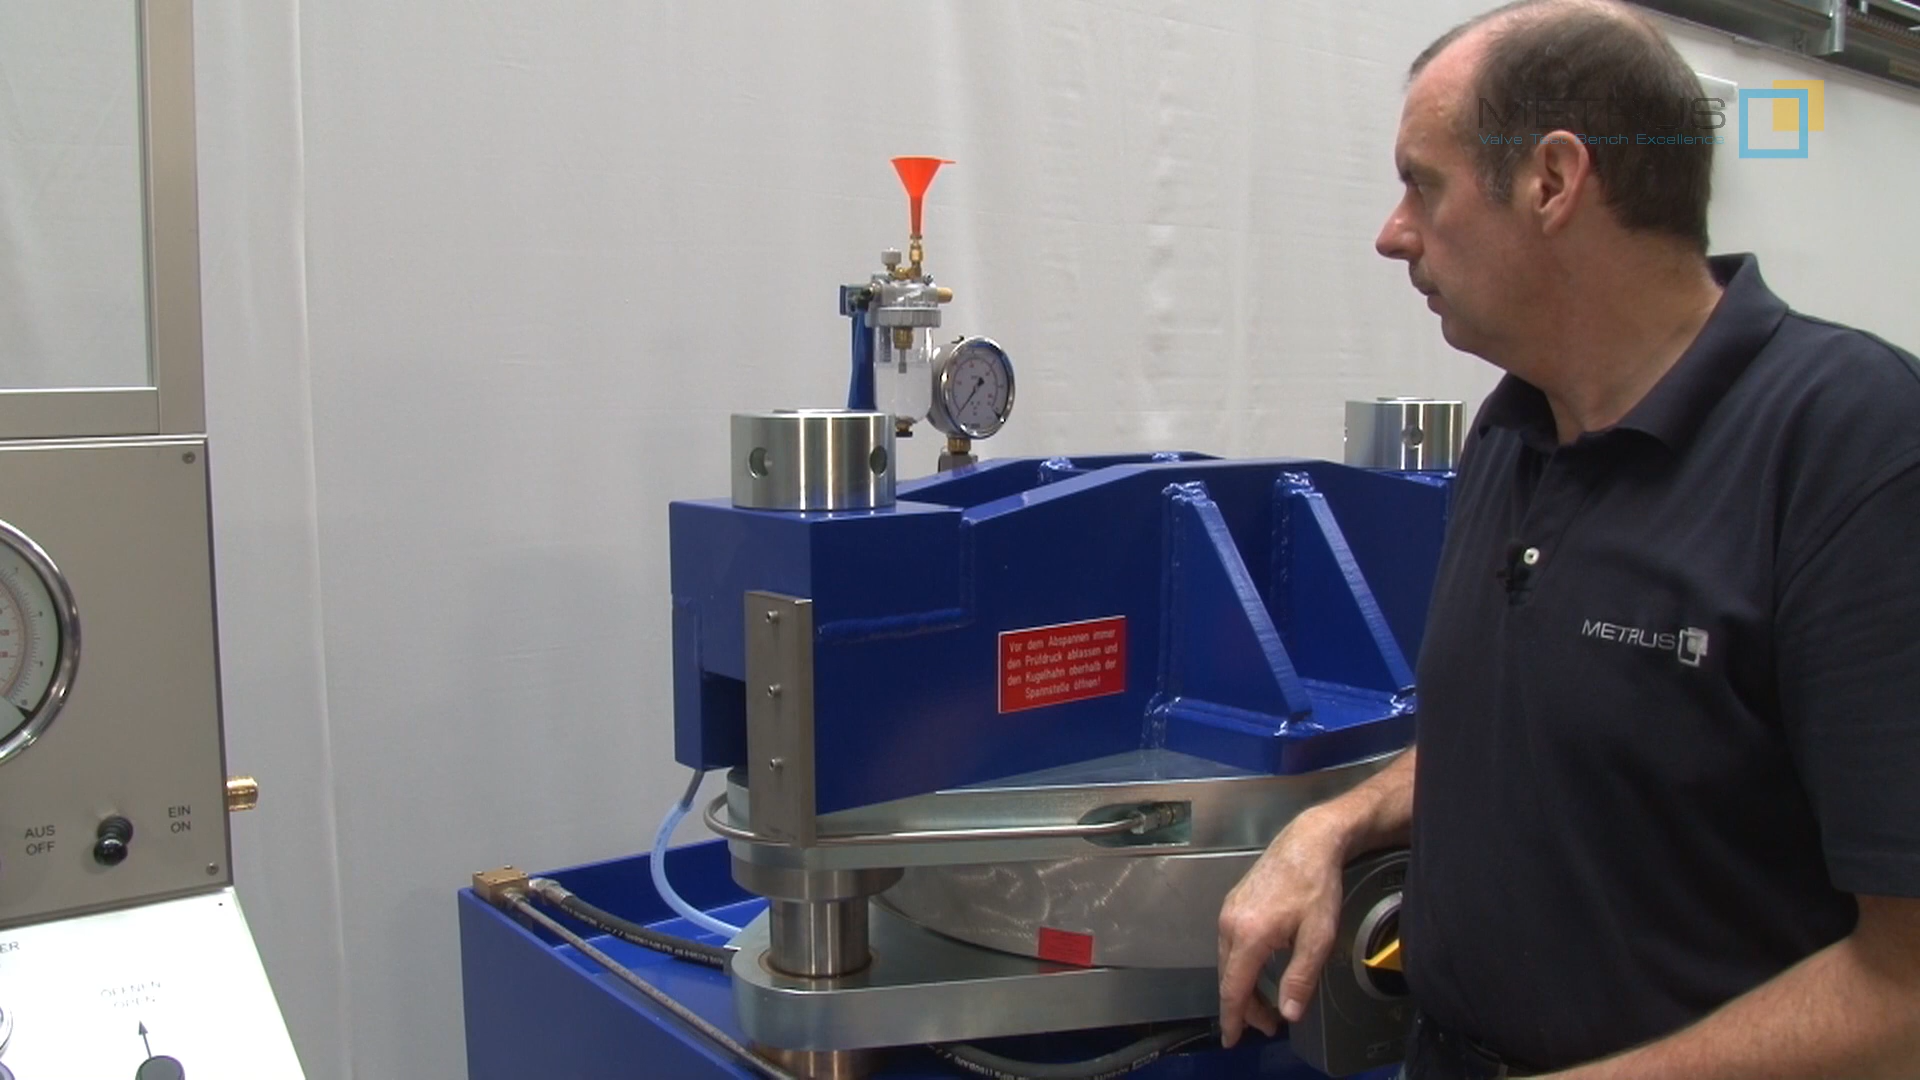 METRUS
Valve Test Bench Excellence
Vor dem Abspannen immer
den Prüfdruck ablassen und
den Kugelhahn oberhalb der
Spannstelle öffnen!
METRUS
EIN
ON
AUS
OFF
ER
ÖFFNEN
OPEN